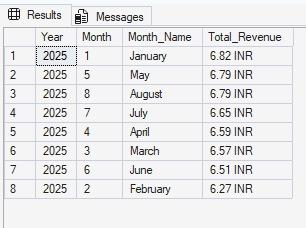 Results Messages
Year Month Month_Name Total_Revenue
1 2025 1 January 6.82 INR
2 2025 5 May 6.79 INR
3 2025 8 August 6.79 INR
4 2025 7 July 6.65 INR
5 2025 4 April 6.59 INR
6 2025 3 March 6.57 INR
7 2025 6 June 6.51 INR
8 2025 2 February 6.27 INR